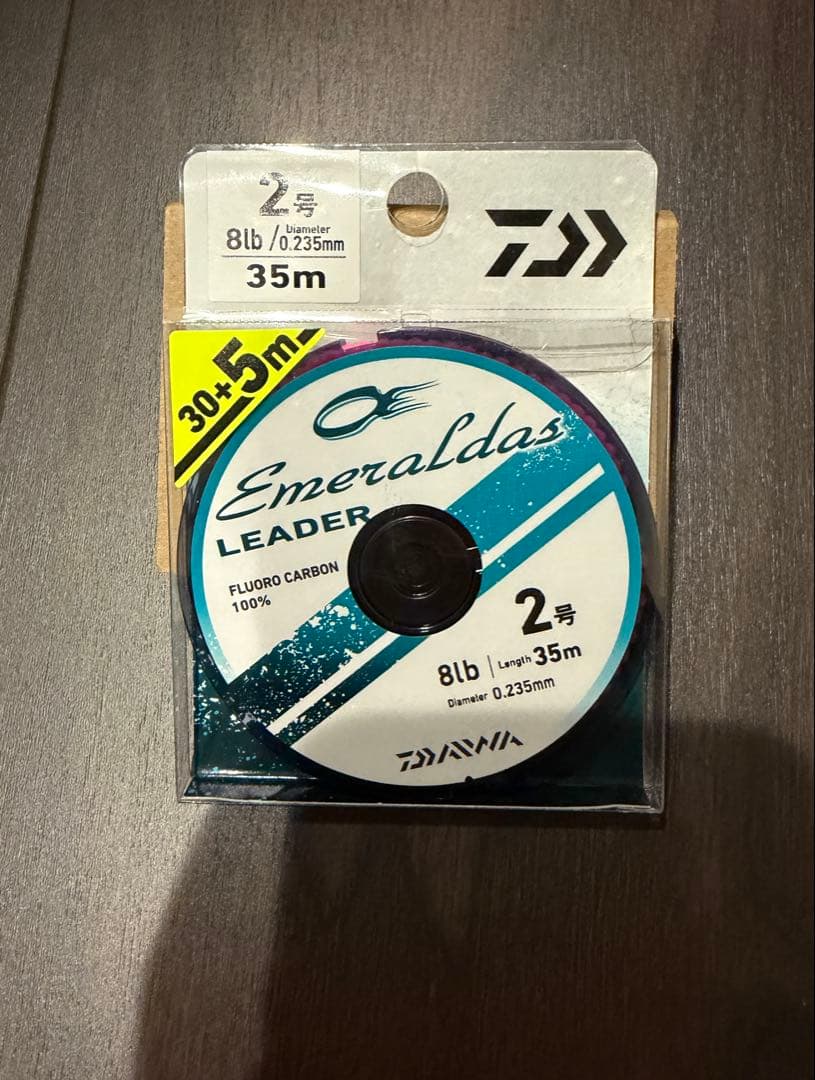 2号
8lb / Diameter 0.235mm
35m
30+5m
Emeraldas
LEADER
FLUORO CARBON
100%
2号
8lb | Length 35m
Diameter 0.235mm
DAIWA